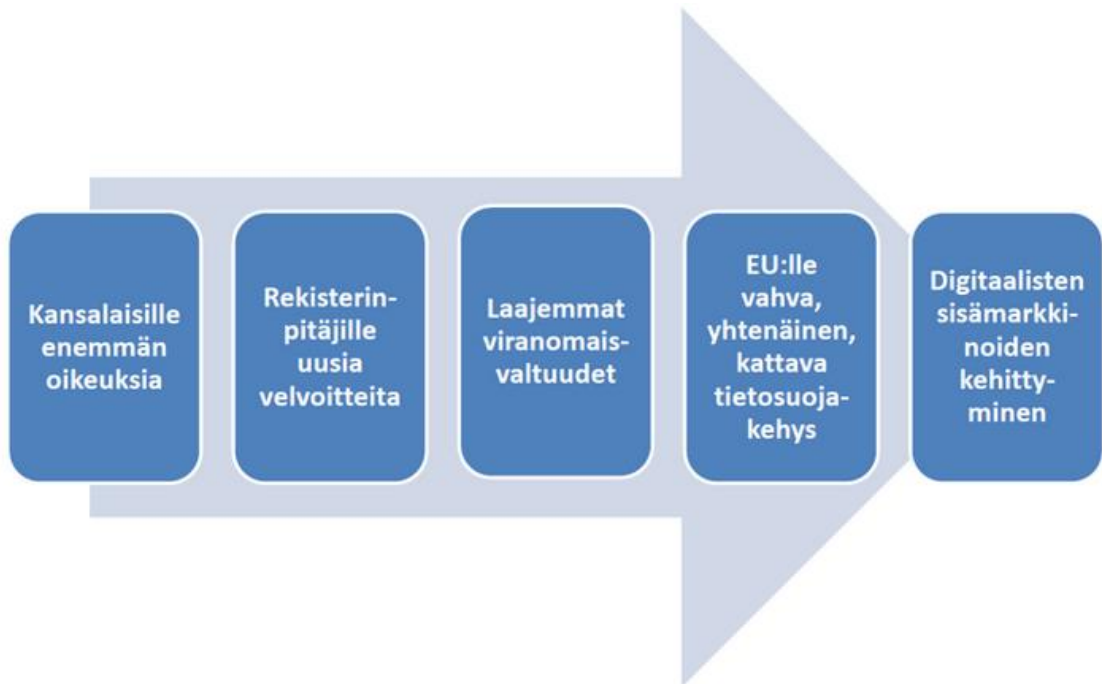 Kansalaisille
enemmän
oikeuksia
Rekisterin-
pitäjille
uusia
velvoitteita
Laajemmat
viranomais-
valtuudet
EU:lle
vahva,
yhtenäinen,
kattava
tietosuoja-
kehys
Digitaalisten
sisämarkki-
noiden
kehitty-
minen